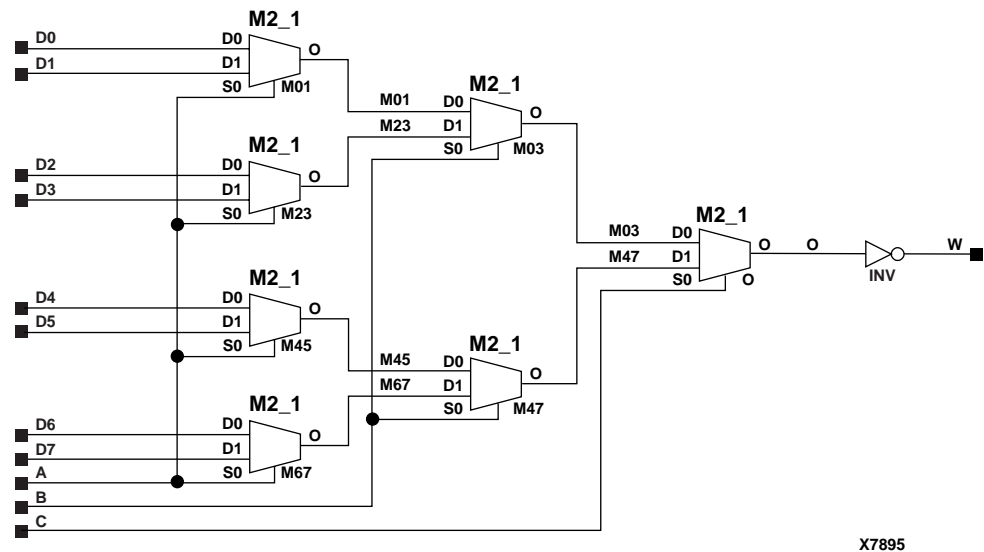 M2_1
D0 D0 O
D1 D1
S0 M01
M2_1
M01 D0 O
M23 D1
S0 M03
M2_1
D2 D0 O
D3 D1
S0 M23
M2_1
M03 D0 O O W
M47 D1
S0 O INV
M2_1
D4 D0 O
D5 D1
S0 M45
M2_1
M45 D0 O
M67 D1
S0 M47
M2_1
D6 D0 O
D7 D1
A S0 M67
B
C
X7895